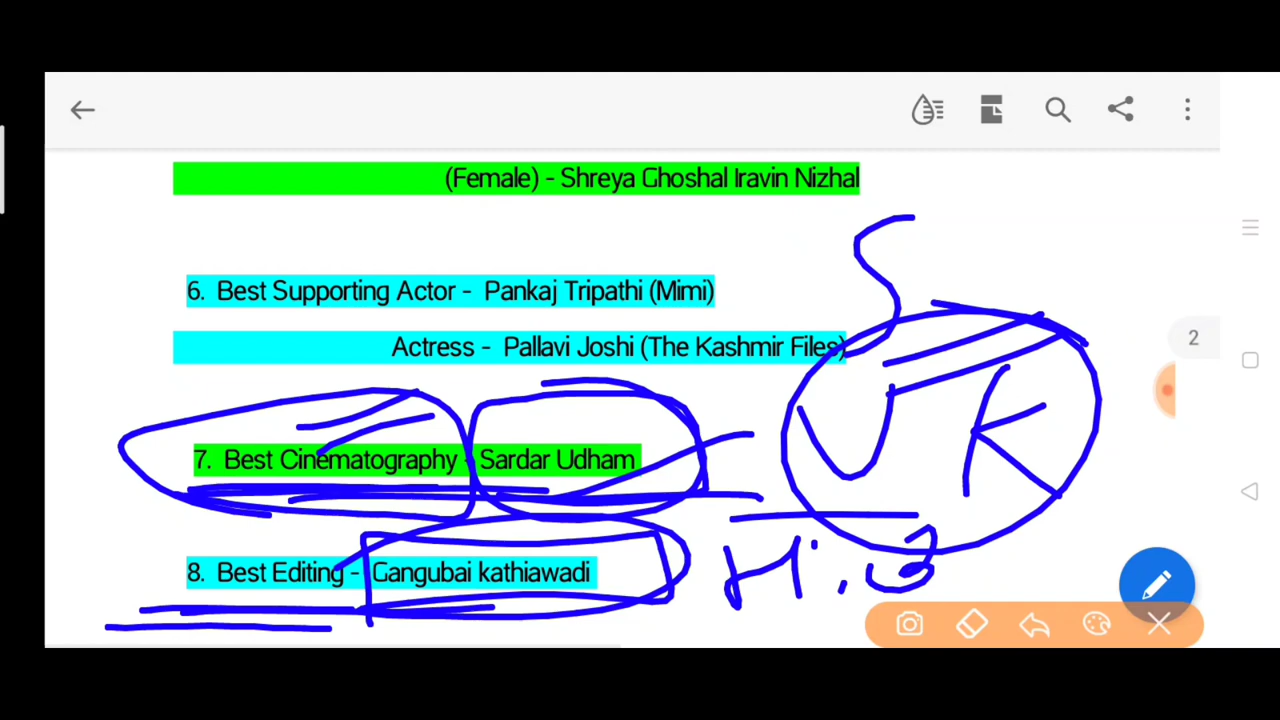 (Female) - Shreya Ghoshal Iravin Nizhal
6. Best Supporting Actor - Pankaj Tripathi (Mimi)
Actress - Pallavi Joshi (The Kashmir Files)
2
7. Best Cinematography - Sardar Udham
8. Best Editing - Gangubai kathiawadi